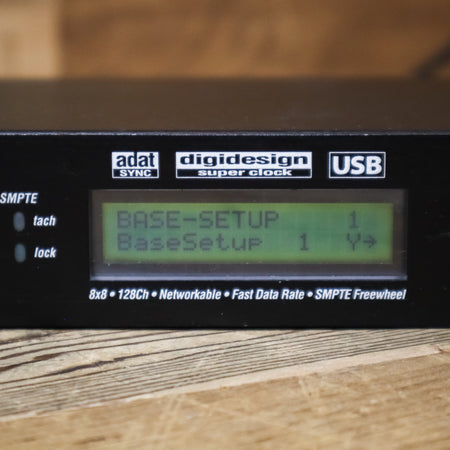 adat SYNC
digidesign super clock
USB
SMPTE
tach
lock
BASE-SETUP 1
BaseSetup 1 Y→
8x8 • 128Ch • Networkable • Fast Data Rate • SMPTE Freewheel